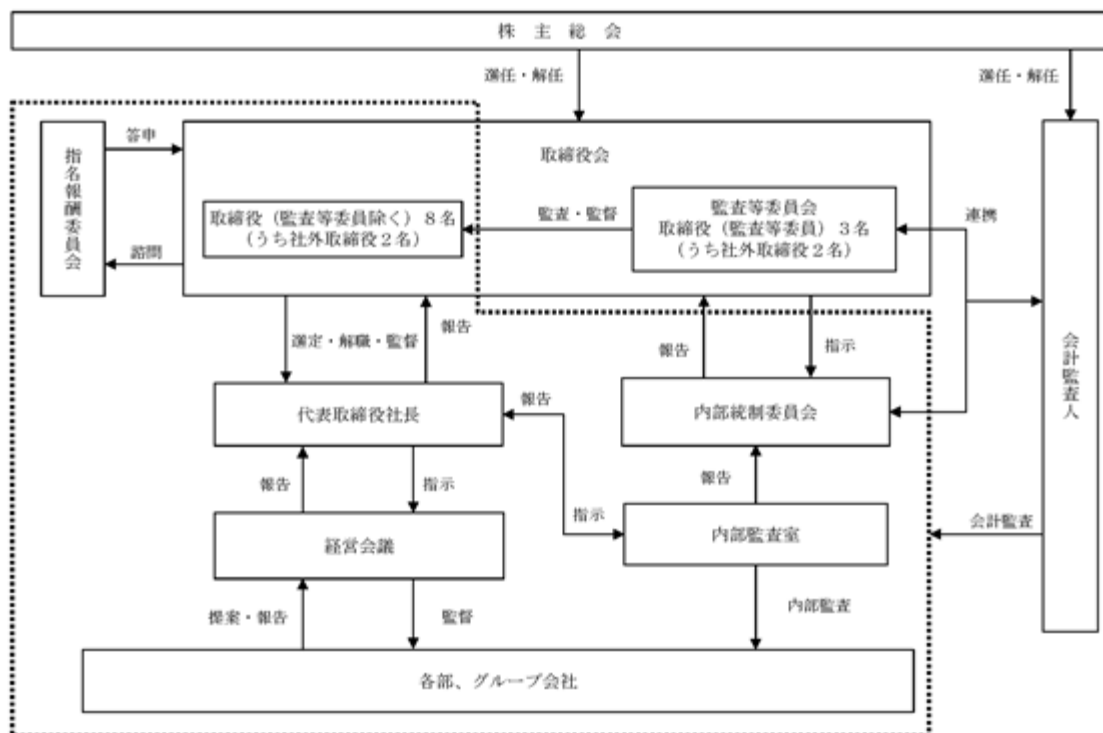 株 主 総 会
選任・解任
選任・解任
指名報酬委員会
答申
諮問
取締役会
取締役（監査等委員除く）８名
（うち社外取締役２名）
監査・監督
監査等委員会
取締役（監査等委員）３名
（うち社外取締役２名）
連携
会計監査人
選定・解職・監督
報告
報告
指示
代表取締役社長
報告
内部統制委員会
報告
指示
報告
指示
会計監査
経営会議
内部監査室
提案・報告
監督
内部監査
各部、グループ会社